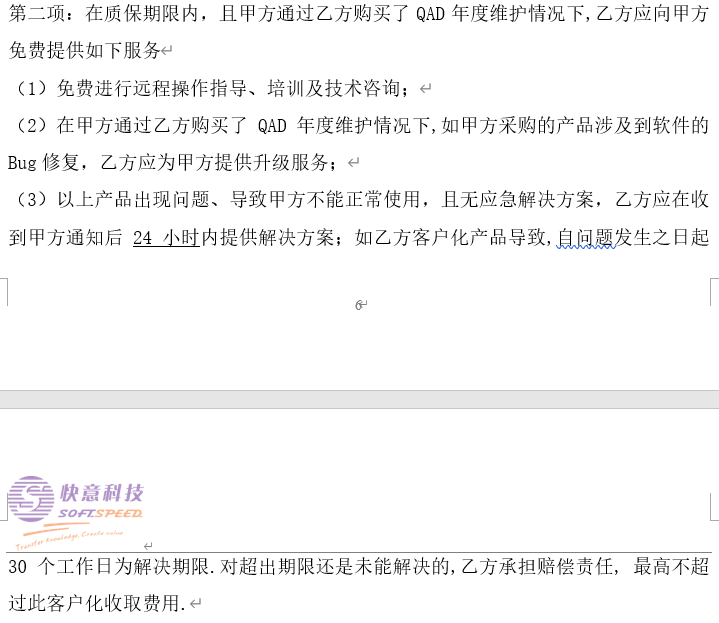 第二项：在质保期限内，且甲方通过乙方购买了 QAD 年度维护情况下,乙方应向甲方
免费提供如下服务
（1）免费进行远程操作指导、培训及技术咨询；
（2）在甲方通过乙方购买了 QAD 年度维护情况下,如甲方采购的产品涉及到软件的
Bug 修复，乙方应为甲方提供升级服务；
（3）以上产品出现问题、导致甲方不能正常使用，且无应急解决方案，乙方应在收
到甲方通知后 24 小时内提供解决方案；如乙方客户化产品导致,自问题发生之日起
6
快意科技
SOFTSPEED
Transfer knowledge, Create value
30 个工作日为解决期限.对超出期限还是未能解决的,乙方承担赔偿责任, 最高不超
过此客户化收取费用.